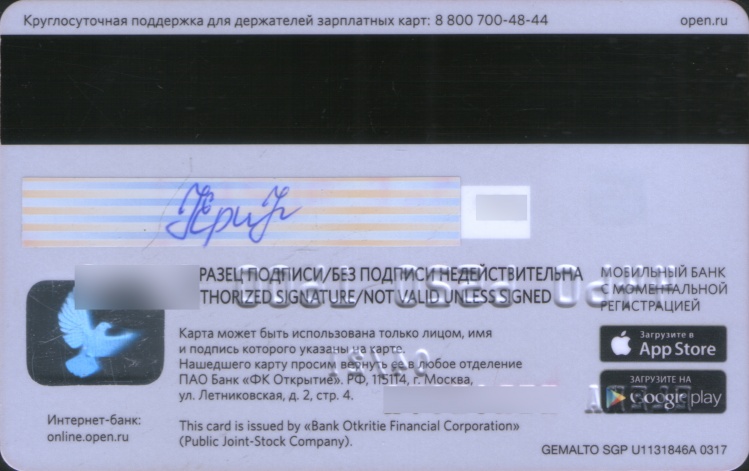 Круглосуточная поддержка для держателей зарплатных карт: 8 800 700-48-44
open.ru
РАЗЕЦ ПОДПИСИ/БЕЗ ПОДПИСИ НЕДЕЙСТВИТЕЛЬНА
THORIZED SIGNATURE/NOT VALID UNLESS SIGNED
МОБИЛЬНЫЙ БАНК
С МОМЕНТАЛЬНОЙ
РЕГИСТРАЦИЕЙ
Карта может быть использована только лицом, имя
и подпись которого указаны на карте.
Нашедшего карту просим вернуть ее в любое отделение
ПАО Банк «ФК Открытие». РФ, 115114, г. Москва,
ул. Летниковская, д. 2, стр. 4.
Загрузите в
App Store
ЗАГРУЗИТЕ НА
Google play
Интернет-банк:
online.open.ru
This card is issued by «Bank Otkritie Financial Corporation»
(Public Joint-Stock Company).
GEMALTO SGP U1131846A 0317